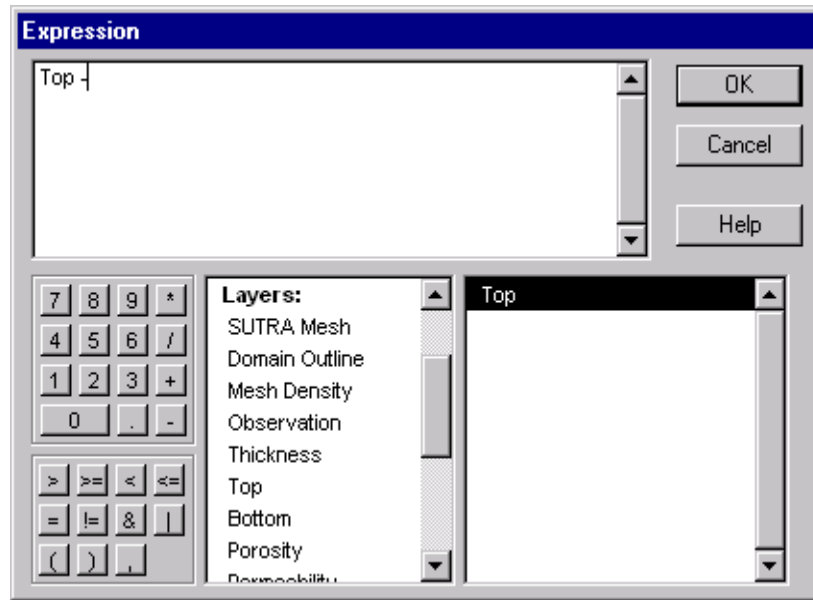 Expression
Top -
OK
Cancel
Help
7 8 9 *
4 5 6 /
1 2 3 +
0 . -
> >= < <=
= != & |
( ) ,
Layers:
SUTRA Mesh
Domain Outline
Mesh Density
Observation
Thickness
Top
Bottom
Porosity
Permeability
Top